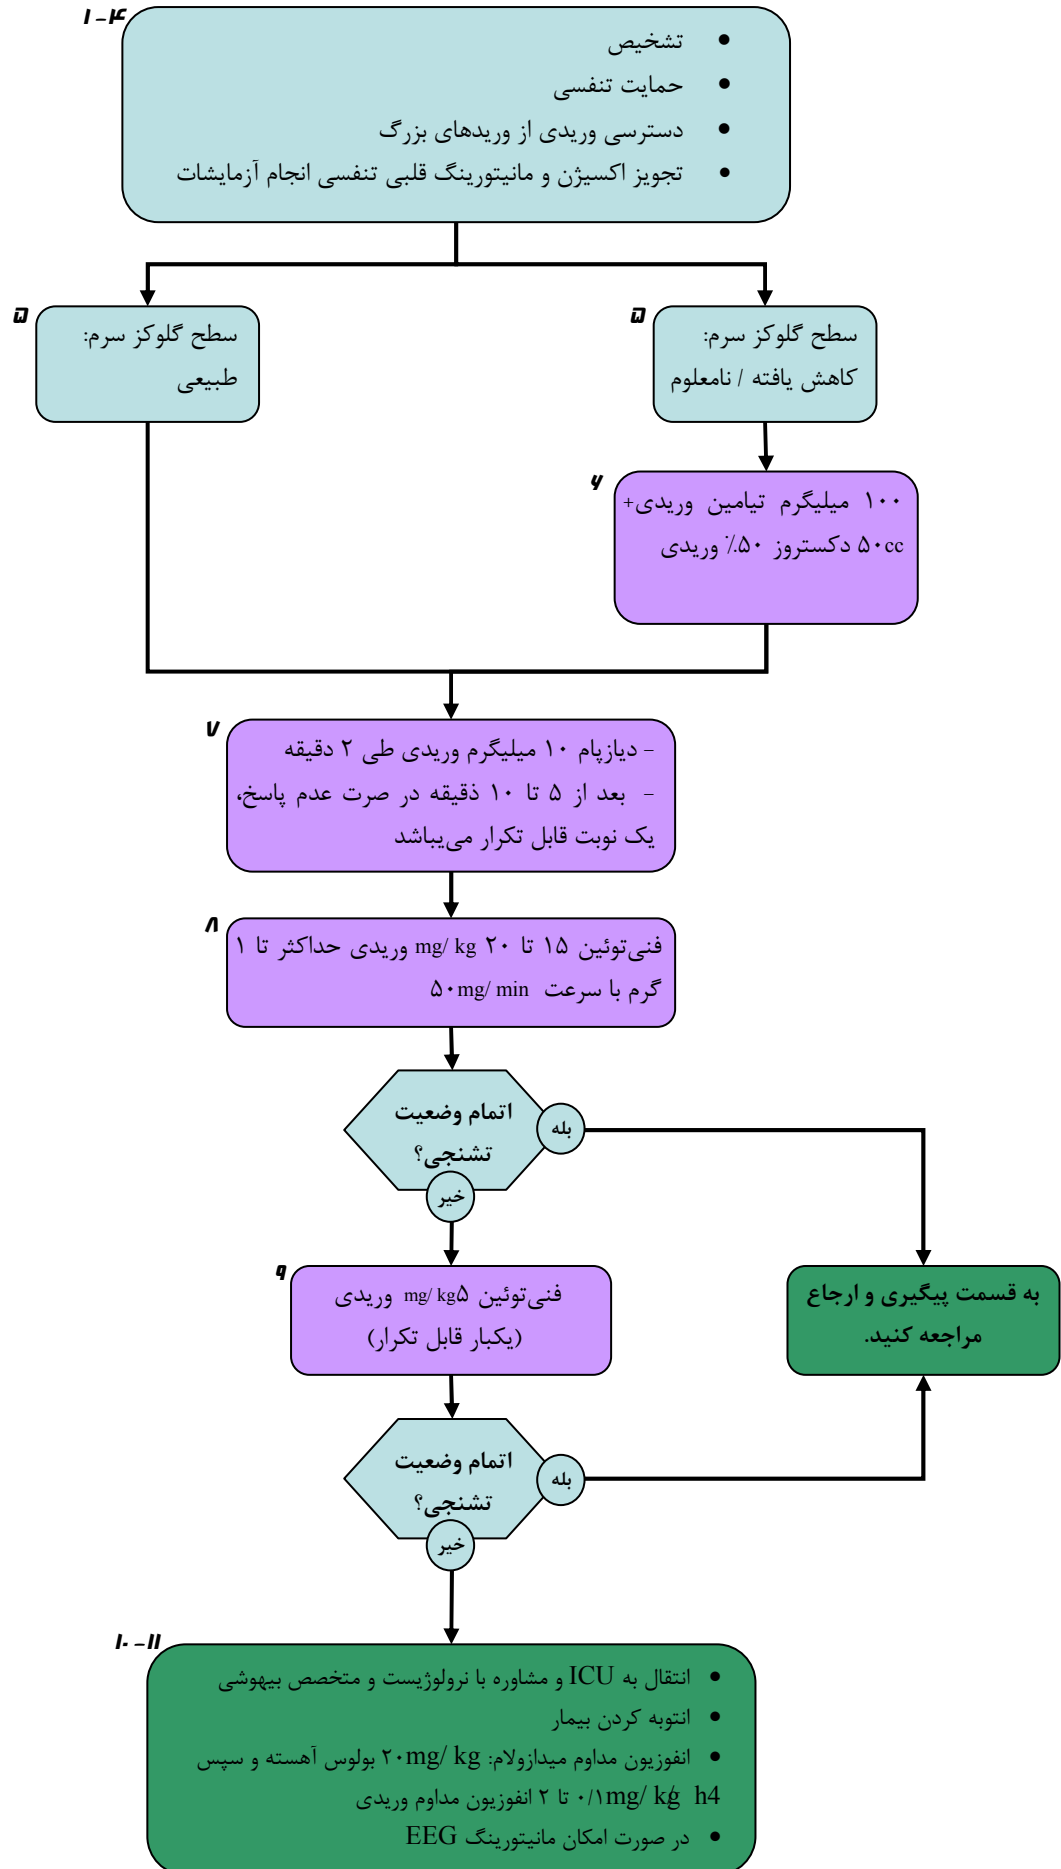 ۱-۴
• تشخیص
• حمایت تنفسی
• دسترسی وریدی از وریدهای بزرگ
• تجویز اکسیژن و مانیتورینگ قلبی تنفسی انجام آزمایشات
۵
سطح گلوکز سرم:
کاهش یافته / نامعلوم
۵
سطح گلوکز سرم:
طبیعی
۶
۱۰۰ میلیگرم تیامین وریدی+
۵۰cc دکستروز ۵۰٪ وریدی
۷
- دیازپام ۱۰ میلیگرم وریدی طی ۲ دقیقه
- بعد از ۵ تا ۱۰ ذقیقه در صرت عدم پاسخ،
یک نوبت قابل تکرار می‌یباشد
۸
فنی‌توئین ۱۵ تا ۲۰ mg/ kg وریدی حداکثر تا ۱
گرم با سرعت ۵۰mg/ min
اتمام وضعیت
تشنجی؟
بله
خیر
۹
فنی‌توئین ۵mg/ kg وریدی
(یکبار قابل تکرار)
به قسمت پیگیری و ارجاع
مراجعه کنید.
اتمام وضعیت
تشنجی؟
بله
خیر
۱۰-۱۱
• انتقال به ICU و مشاوره با نرولوژیست و متخصص بیهوشی
• انتوبه کردن بیمار
• انفوزیون مداوم میدازولام: ۲۰mg/ kg بولوس آهسته و سپس
۰/۱mg/ kg/ h4 تا ۲ انفوزیون مداوم وریدی
• در صورت امکان مانیتورینگ EEG